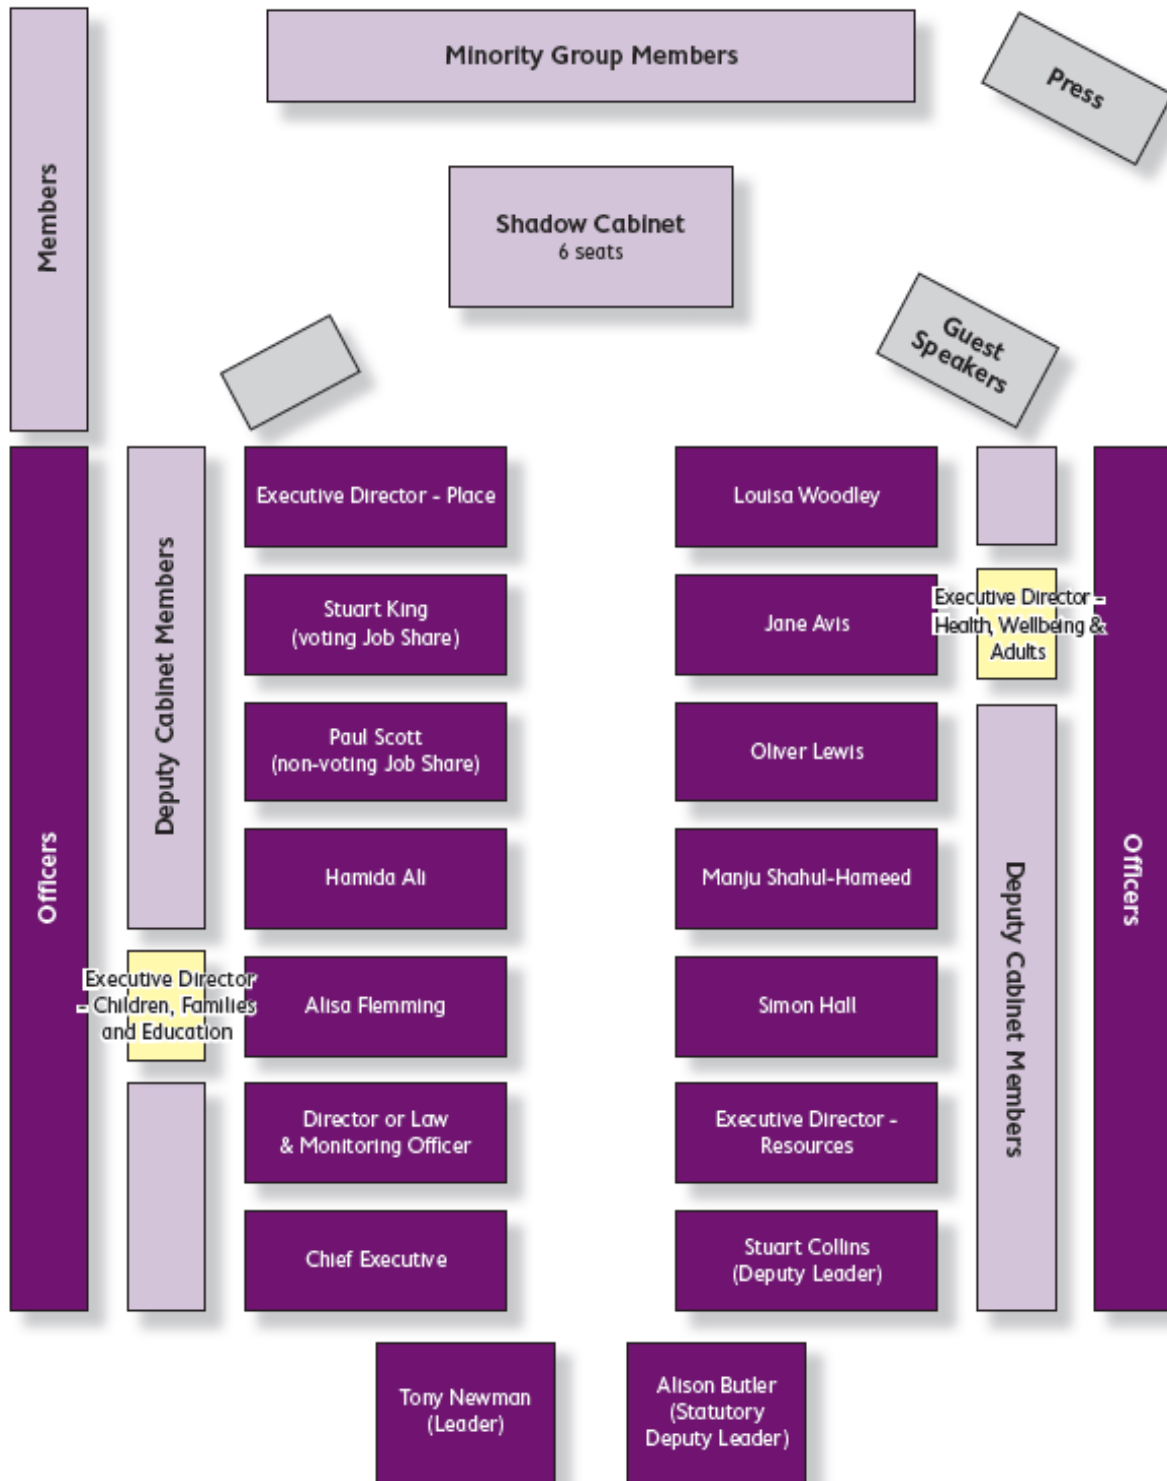 Minority Group Members
Press
Members
Shadow Cabinet
6 seats
Guest
Speakers
Executive Director - Place
Louisa Woodley
Deputy Cabinet Members
Stuart King
(voting Job Share)
Jane Avis
Executive Director -
Health, Wellbeing &
Adults
Paul Scott
(non-voting Job Share)
Oliver Lewis
Officers
Hamida Ali
Manju Shahul-Hameed
Officers
Deputy Cabinet Members
Executive Director
- Children, Families
and Education
Alisa Flemming
Simon Hall
Director or Law
& Monitoring Officer
Executive Director -
Resources
Chief Executive
Stuart Collins
(Deputy Leader)
Tony Newman
(Leader)
Alison Butler
(Statutory
Deputy Leader)